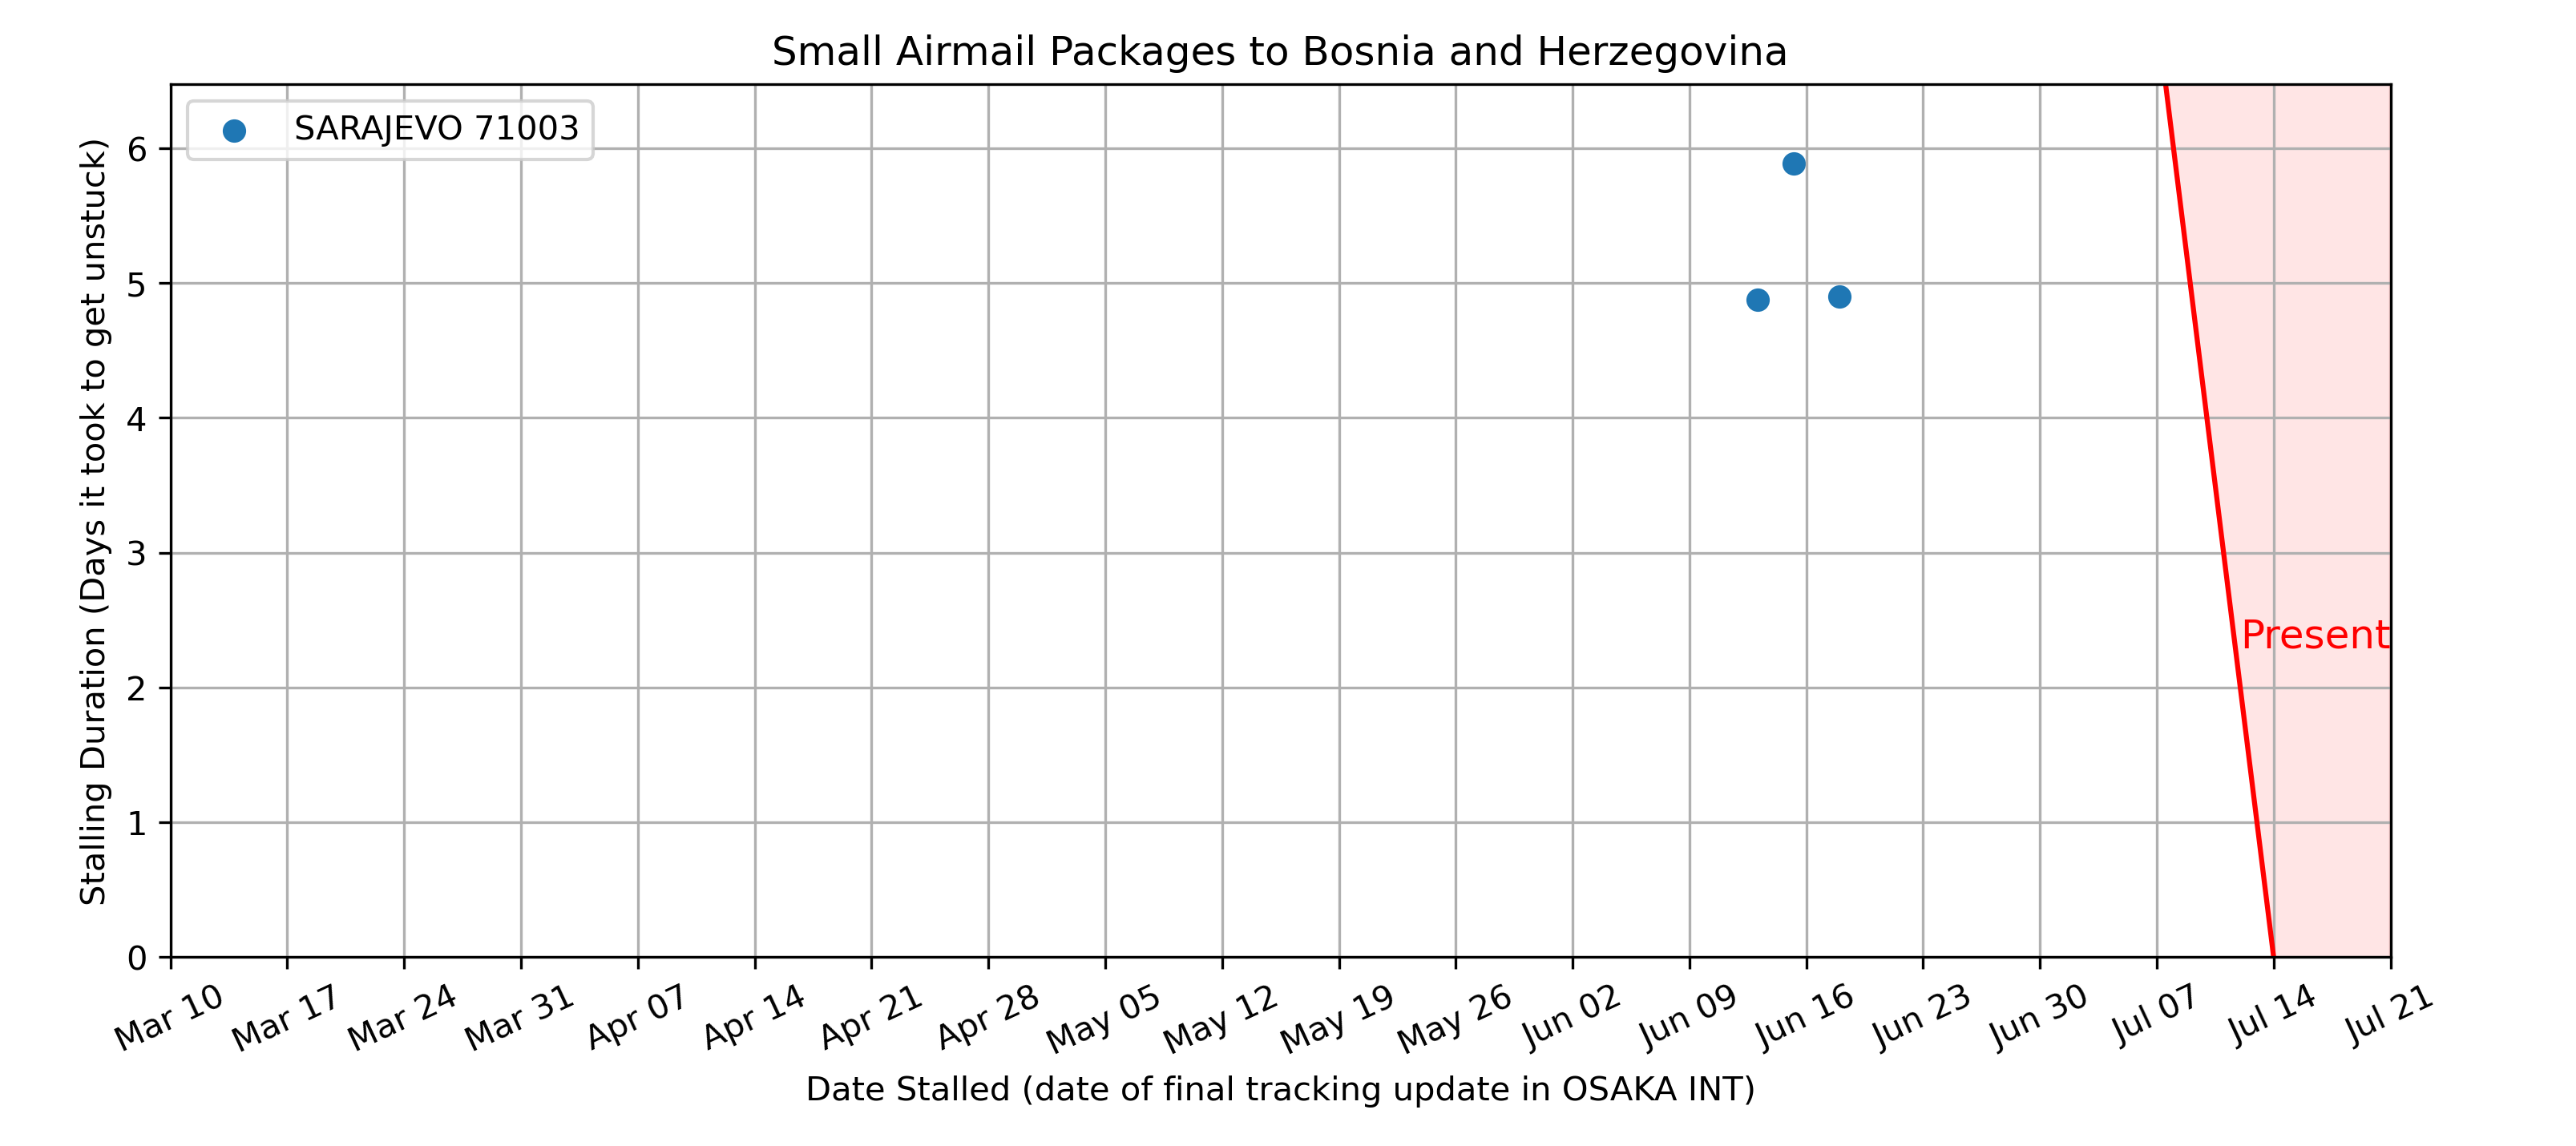 Small Airmail Packages to Bosnia and Herzegovina
SARAJEVO 71003
Stalling Duration (Days it took to get unstuck)
6
5
4
3
2
1
0
Present
Mar 10 Mar 17 Mar 24 Mar 31 Apr 07 Apr 14 Apr 21 Apr 28 May 05 May 12 May 19 May 26 Jun 02 Jun 09 Jun 16 Jun 23 Jun 30 Jul 07 Jul 14 Jul 21
Date Stalled (date of final tracking update in OSAKA INT)